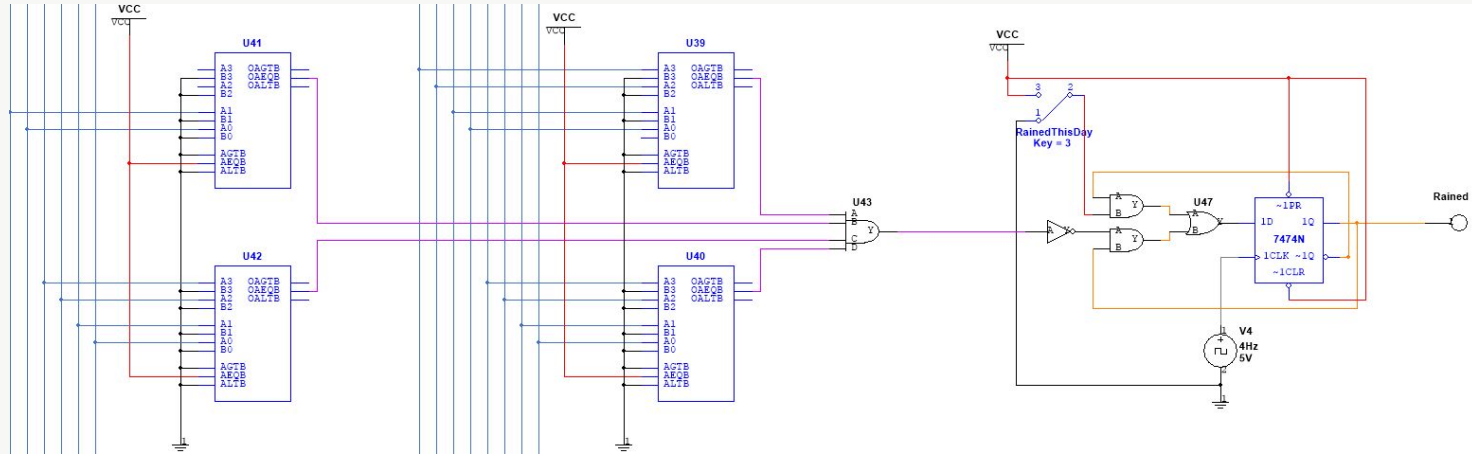 VCC
VCC
U41
A3
B3
A2
B2
A1
B1
A0
B0
AGTB
AEQB
ALTB
OAGTB
OAEQB
OALTB
1
U42
A3
B3
A2
B2
A1
B1
A0
B0
AGTB
AEQB
ALTB
OAGTB
OAEQB
OALTB
VCC
VCC
U39
A3
B3
A2
B2
A1
B1
A0
B0
AGTB
AEQB
ALTB
OAGTB
OAEQB
OALTB
1
U40
A3
B3
A2
B2
A1
B1
A0
B0
AGTB
AEQB
ALTB
OAGTB
OAEQB
OALTB
U43
A
B
C
D
Y
VCC
VCC
3
2
1
RainedThisDay
Key = 3
A
Y
A
B
Y
A
B
Y
U47
A
B
Y
~1PR
1D 1Q
7474N
1CLK ~1Q
~1CLR
Rained
V4
4Hz
5V
1
1